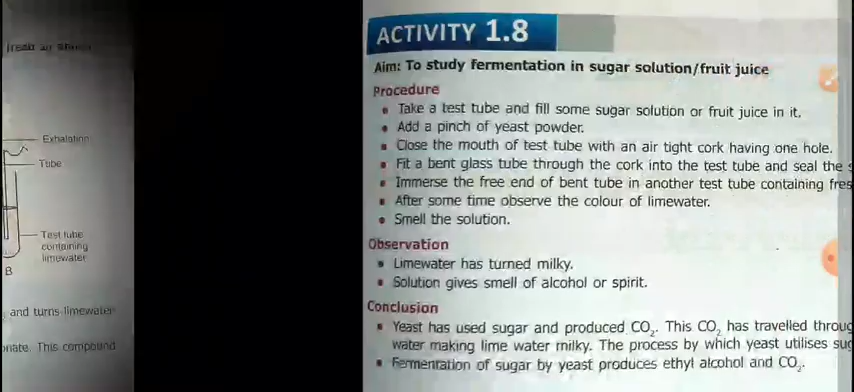 Exhalation
Tube
Test tube
containing
limewater
B
and turns limewater
This compound
ACTIVITY 1.8
Aim: To study fermentation in sugar solution/fruit juice
Procedure
• Take a test tube and fill some sugar solution or fruit juice in it.
• Add a pinch of yeast powder.
• Close the mouth of test tube with an air tight cork having one hole.
• Fit a bent glass tube through the cork into the test tube and seal the
• Immerse the free end of bent tube in another test tube containing
• After some time observe the colour of limewater.
• Smell the solution.
Observation
• Limewater has turned milky.
• Solution gives smell of alcohol or spirit.
Conclusion
• Yeast has used sugar and produced CO₂. This CO₂ has travelled
water making lime water milky. The process by which yeast utilises
• Fermentation of sugar by yeast produces ethyl alcohol and CO₂.